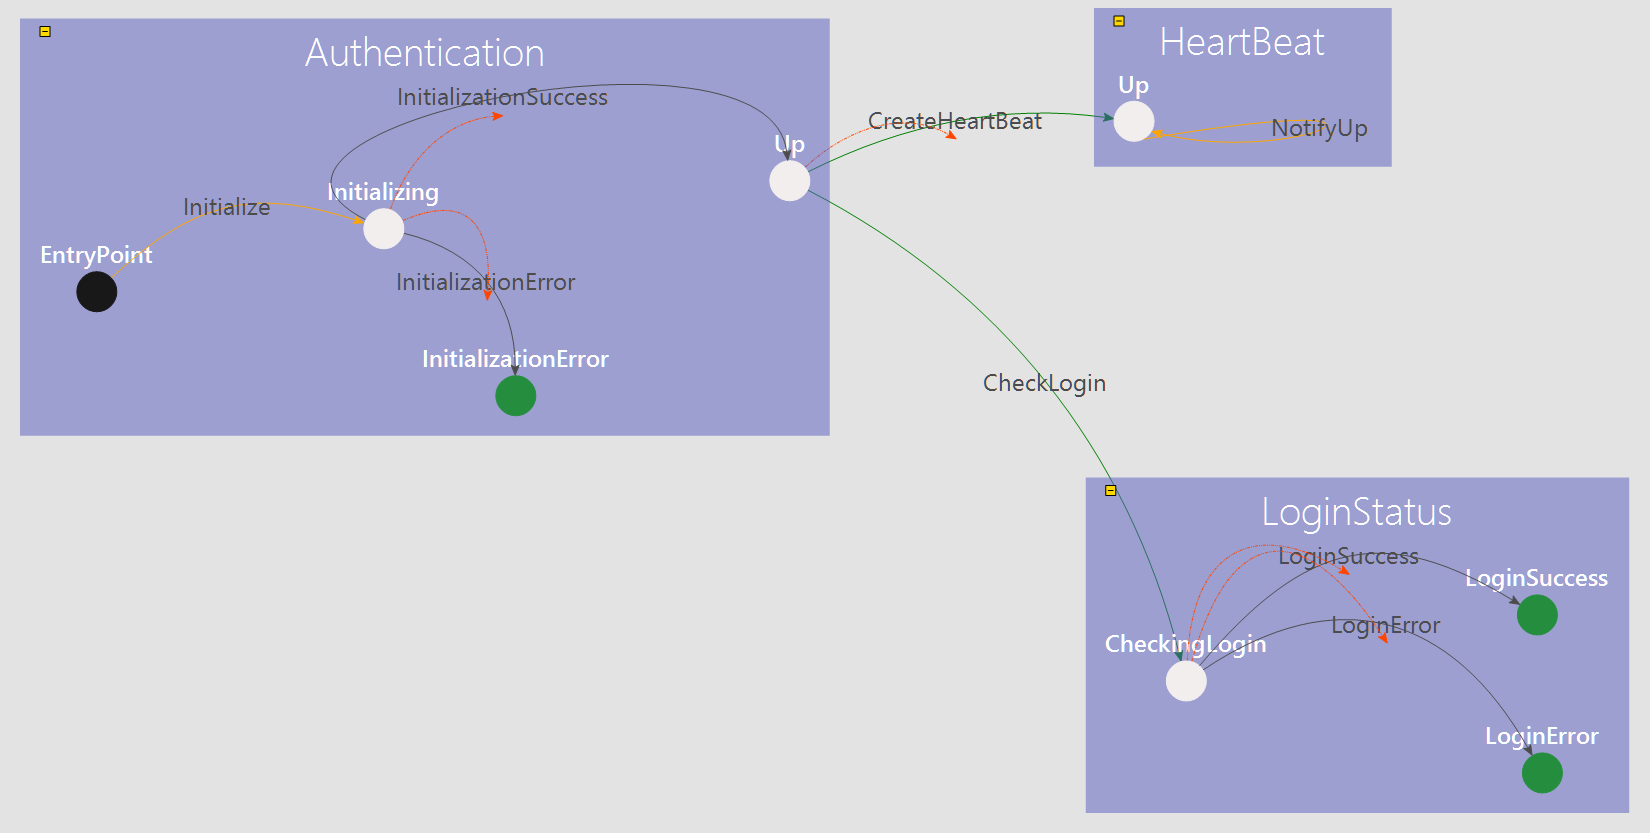 Authentication
InitializationSuccess
Up
Initializing
Initialize
EntryPoint
InitializationError
InitializationError
CreateHeartBeat
HeartBeat
Up
NotifyUp
CheckLogin
LoginStatus
LoginSuccess
LoginSuccess
LoginError
CheckingLogin
LoginError